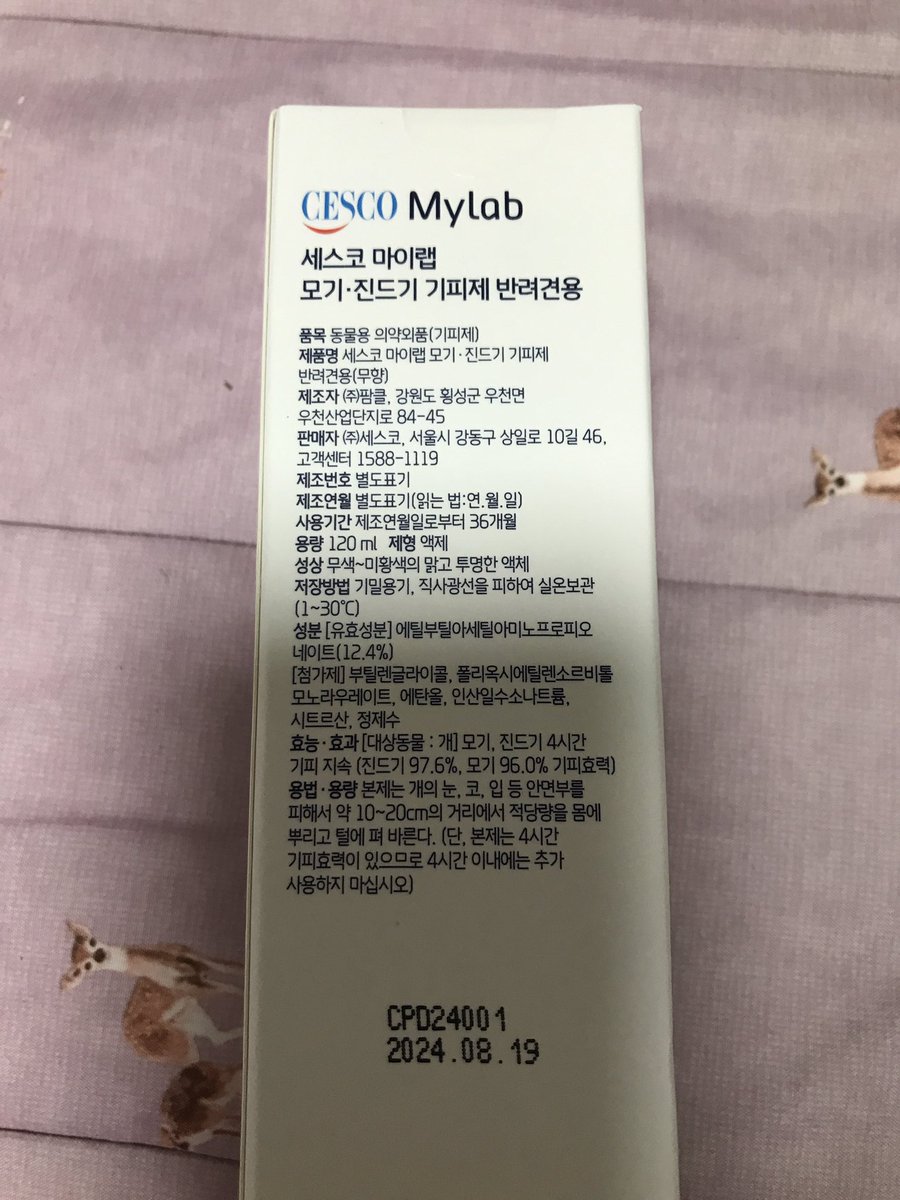 CESCO Mylab
세스코 마이랩
모기·진드기 기피제 반려견용
품목 동물용 의약외품(기피제)
제품명 세스코 마이랩 모기·진드기 기피제
반려견용(무향)
제조자 ㈜팜클, 강원도 횡성군 우천면
우천산업단지로 84-45
판매자 ㈜세스코, 서울시 강동구 상일로 10길 46,
고객센터 1588-1119
제조번호 별도표기
제조연월 별도표기(읽는 법:연.월.일)
사용기간 제조연월일로부터 36개월
용량 120 ml 제형 액제
성상 무색~미황색의 맑고 투명한 액체
저장방법 기밀용기, 직사광선을 피하여 실온보관
(1~30℃)
성분 [유효성분] 에틸부틸아세틸아미노프로피오
네이트(12.4%)
[첨가제] 부틸렌글라이콜, 폴리옥시에틸렌소르비톨
모노라우레이트, 에탄올, 인산일수소나트륨,
시트르산, 정제수
효능·효과 [대상동물 : 개] 모기, 진드기 4시간
기피 지속 (진드기 97.6%, 모기 96.0% 기피효력)
용법·용량 본제는 개의 눈, 코, 입 등 안면부를
피해서 약 10~20cm의 거리에서 적당량을 몸에
뿌리고 털에 펴 바른다. (단, 본제는 4시간
기피효력이 있으므로 4시간 이내에는 추가
사용하지 마십시오)
CPD24001
2024.08.19